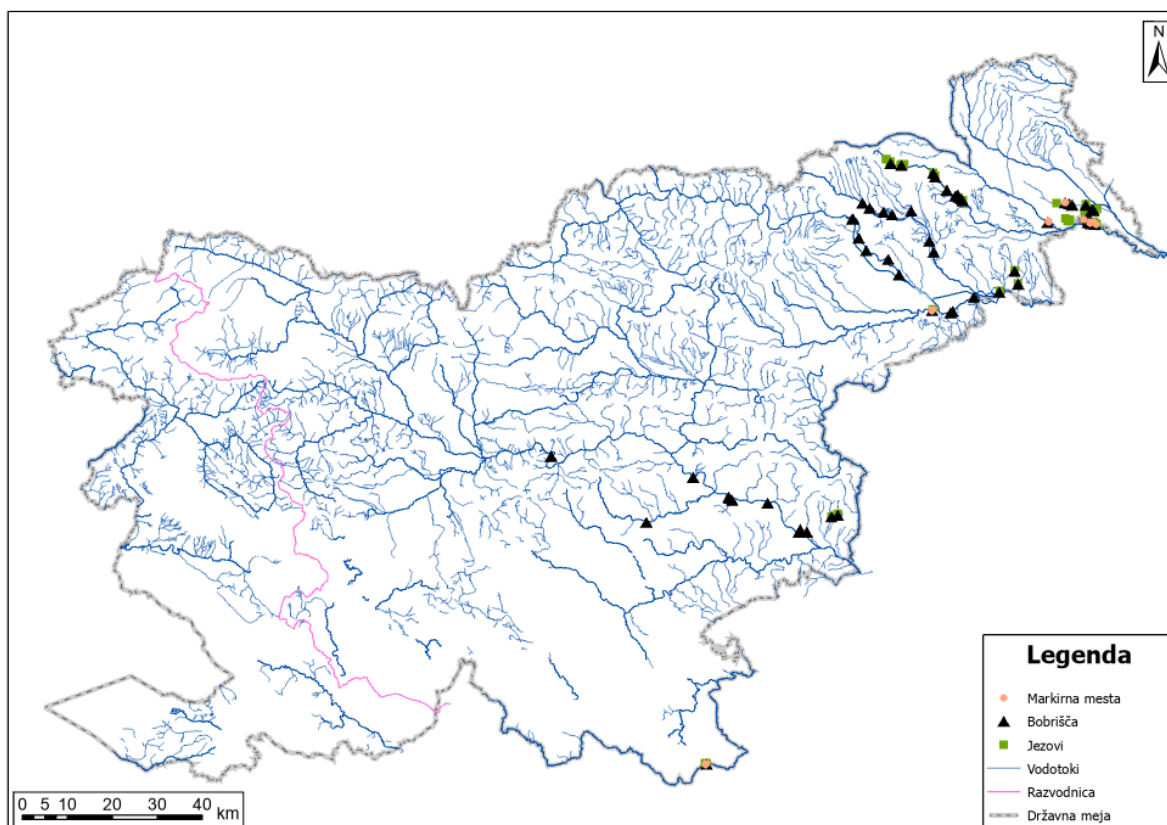 N
Legenda
Markirna mesta
Bobrišča
Jezovi
Vodotoki
Razvodnica
Državna meja
0 5 10 20 30 40
km